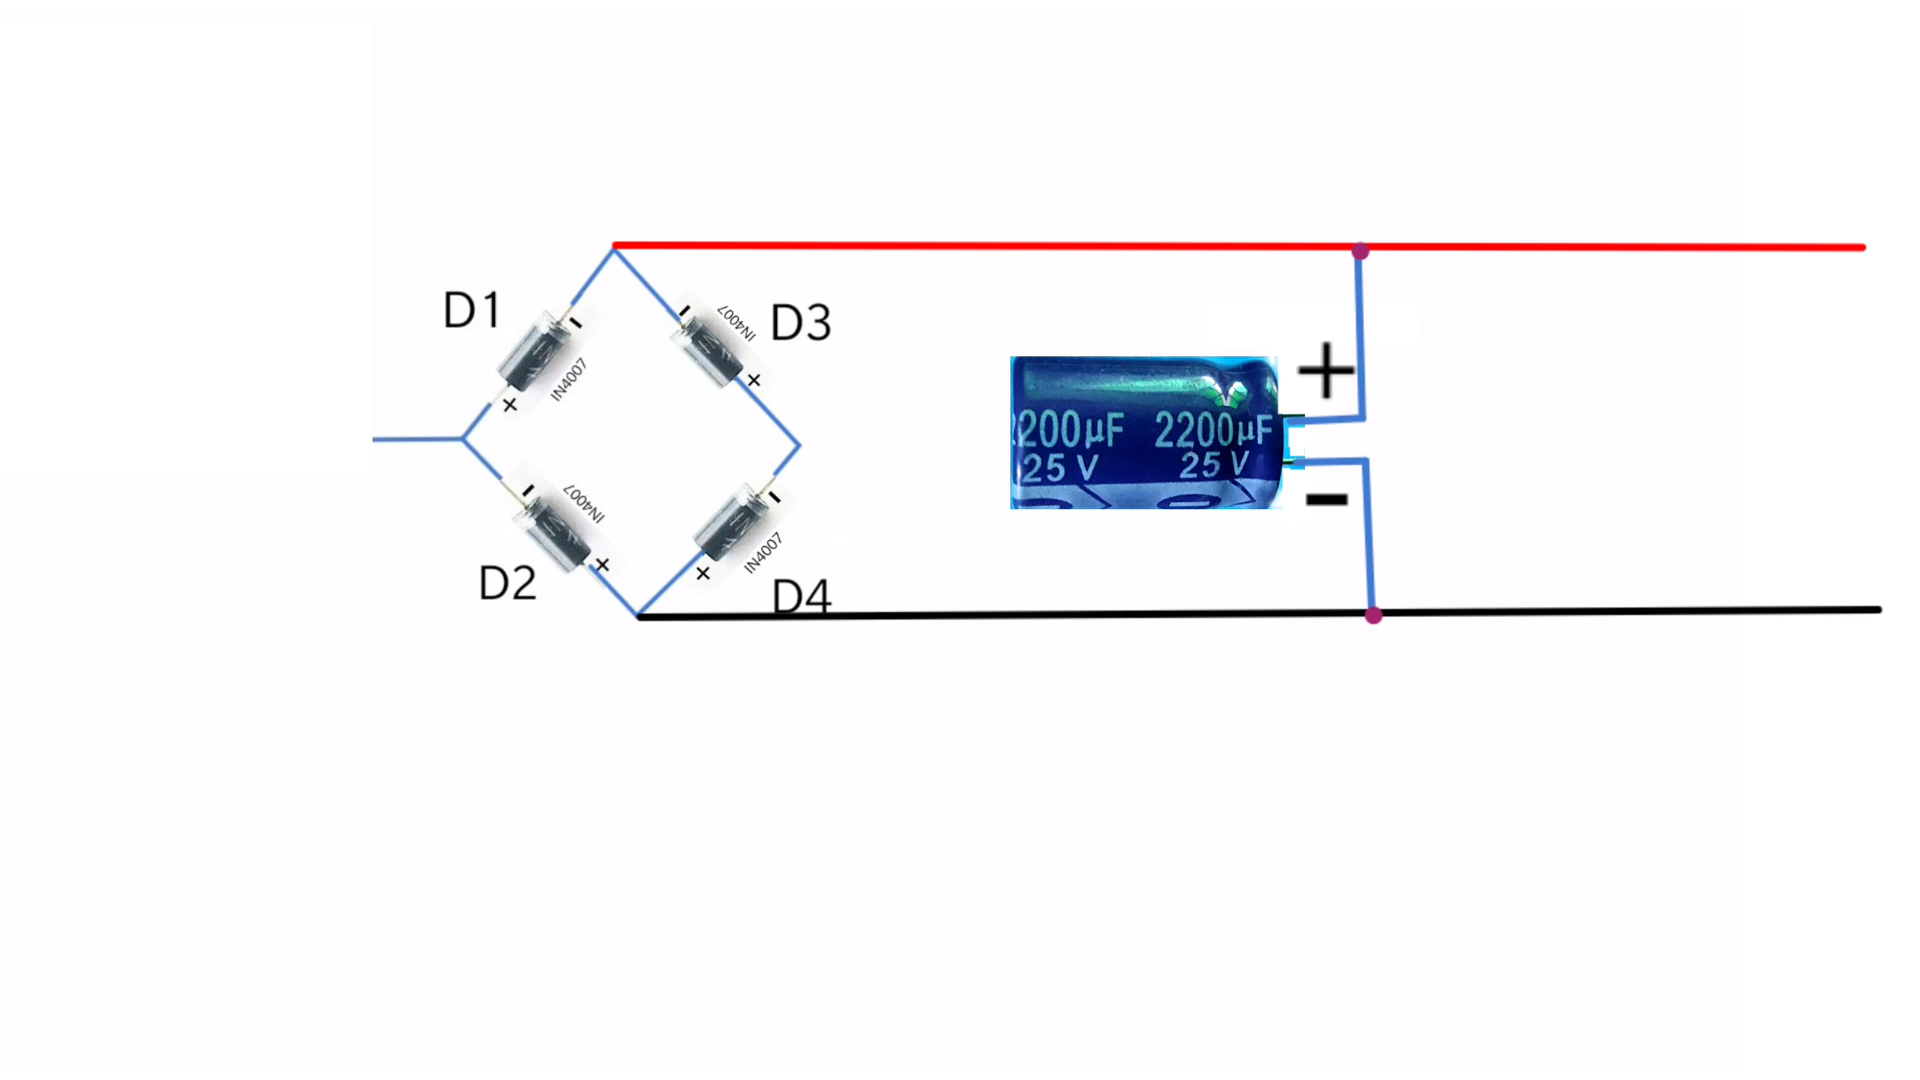 D1
-
IN4007
+
-
IN4007
D3
+
+
200µF 2200µF
25 V 25 V
-
-
IN4007
+
D2
-
IN4007
+
D4